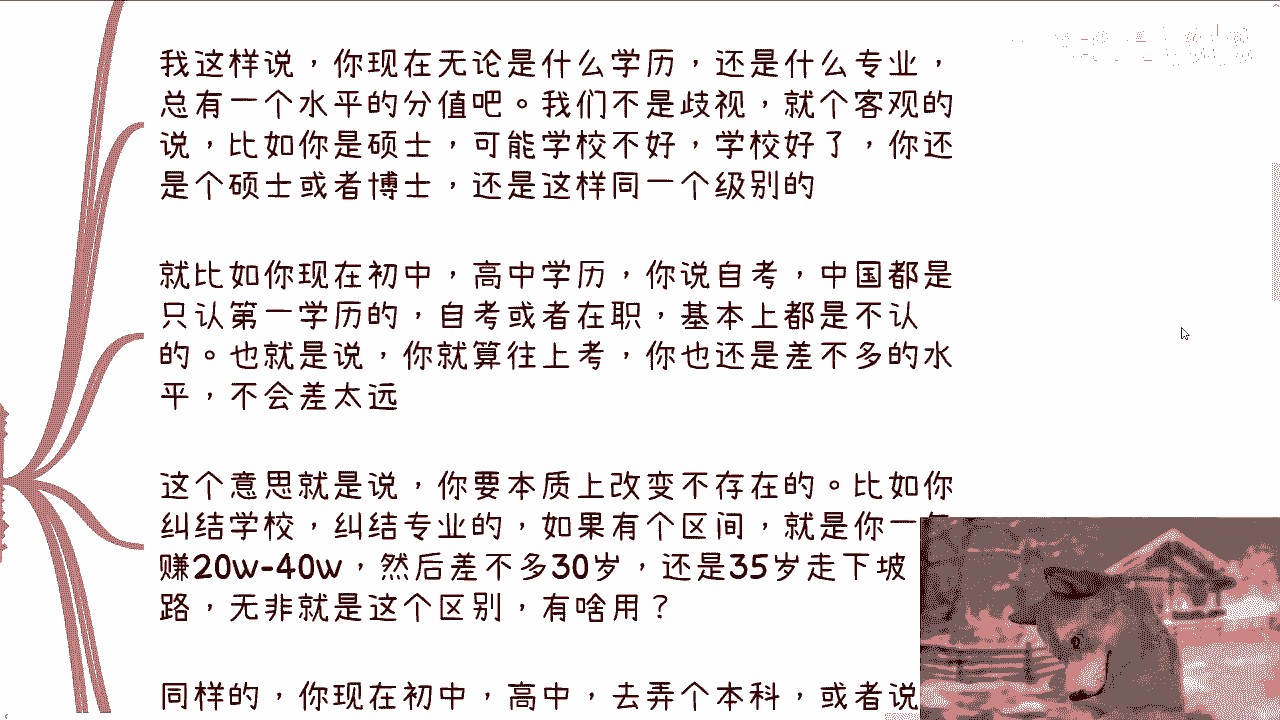 我这样说，你现在无论是什么学历，还是什么专业，
总有一个水平的分值吧。我们不是歧视，就个客观的
说，比如你是硕士，可能学校不好，学校好了，你还
是个硕士或者博士，还是这样同一个级别的
就比如你现在初中，高中学历，你说自考，中国都是
只认第一学历的，自考或者在职，基本上都是不认
的。也就是说，你就算往上考，你也还是差不多的水
平，不会差太远
这个意思就是说，你要本质上改变不存在的。比如你
纠结学校，纠结专业的，如果有个区间，就是你一年
赚20w-40w，然后差不多30岁，还是35岁走下坡
路，无非就是这个区别，有啥用？
同样的，你现在初中，高中，去弄个本科，或者说